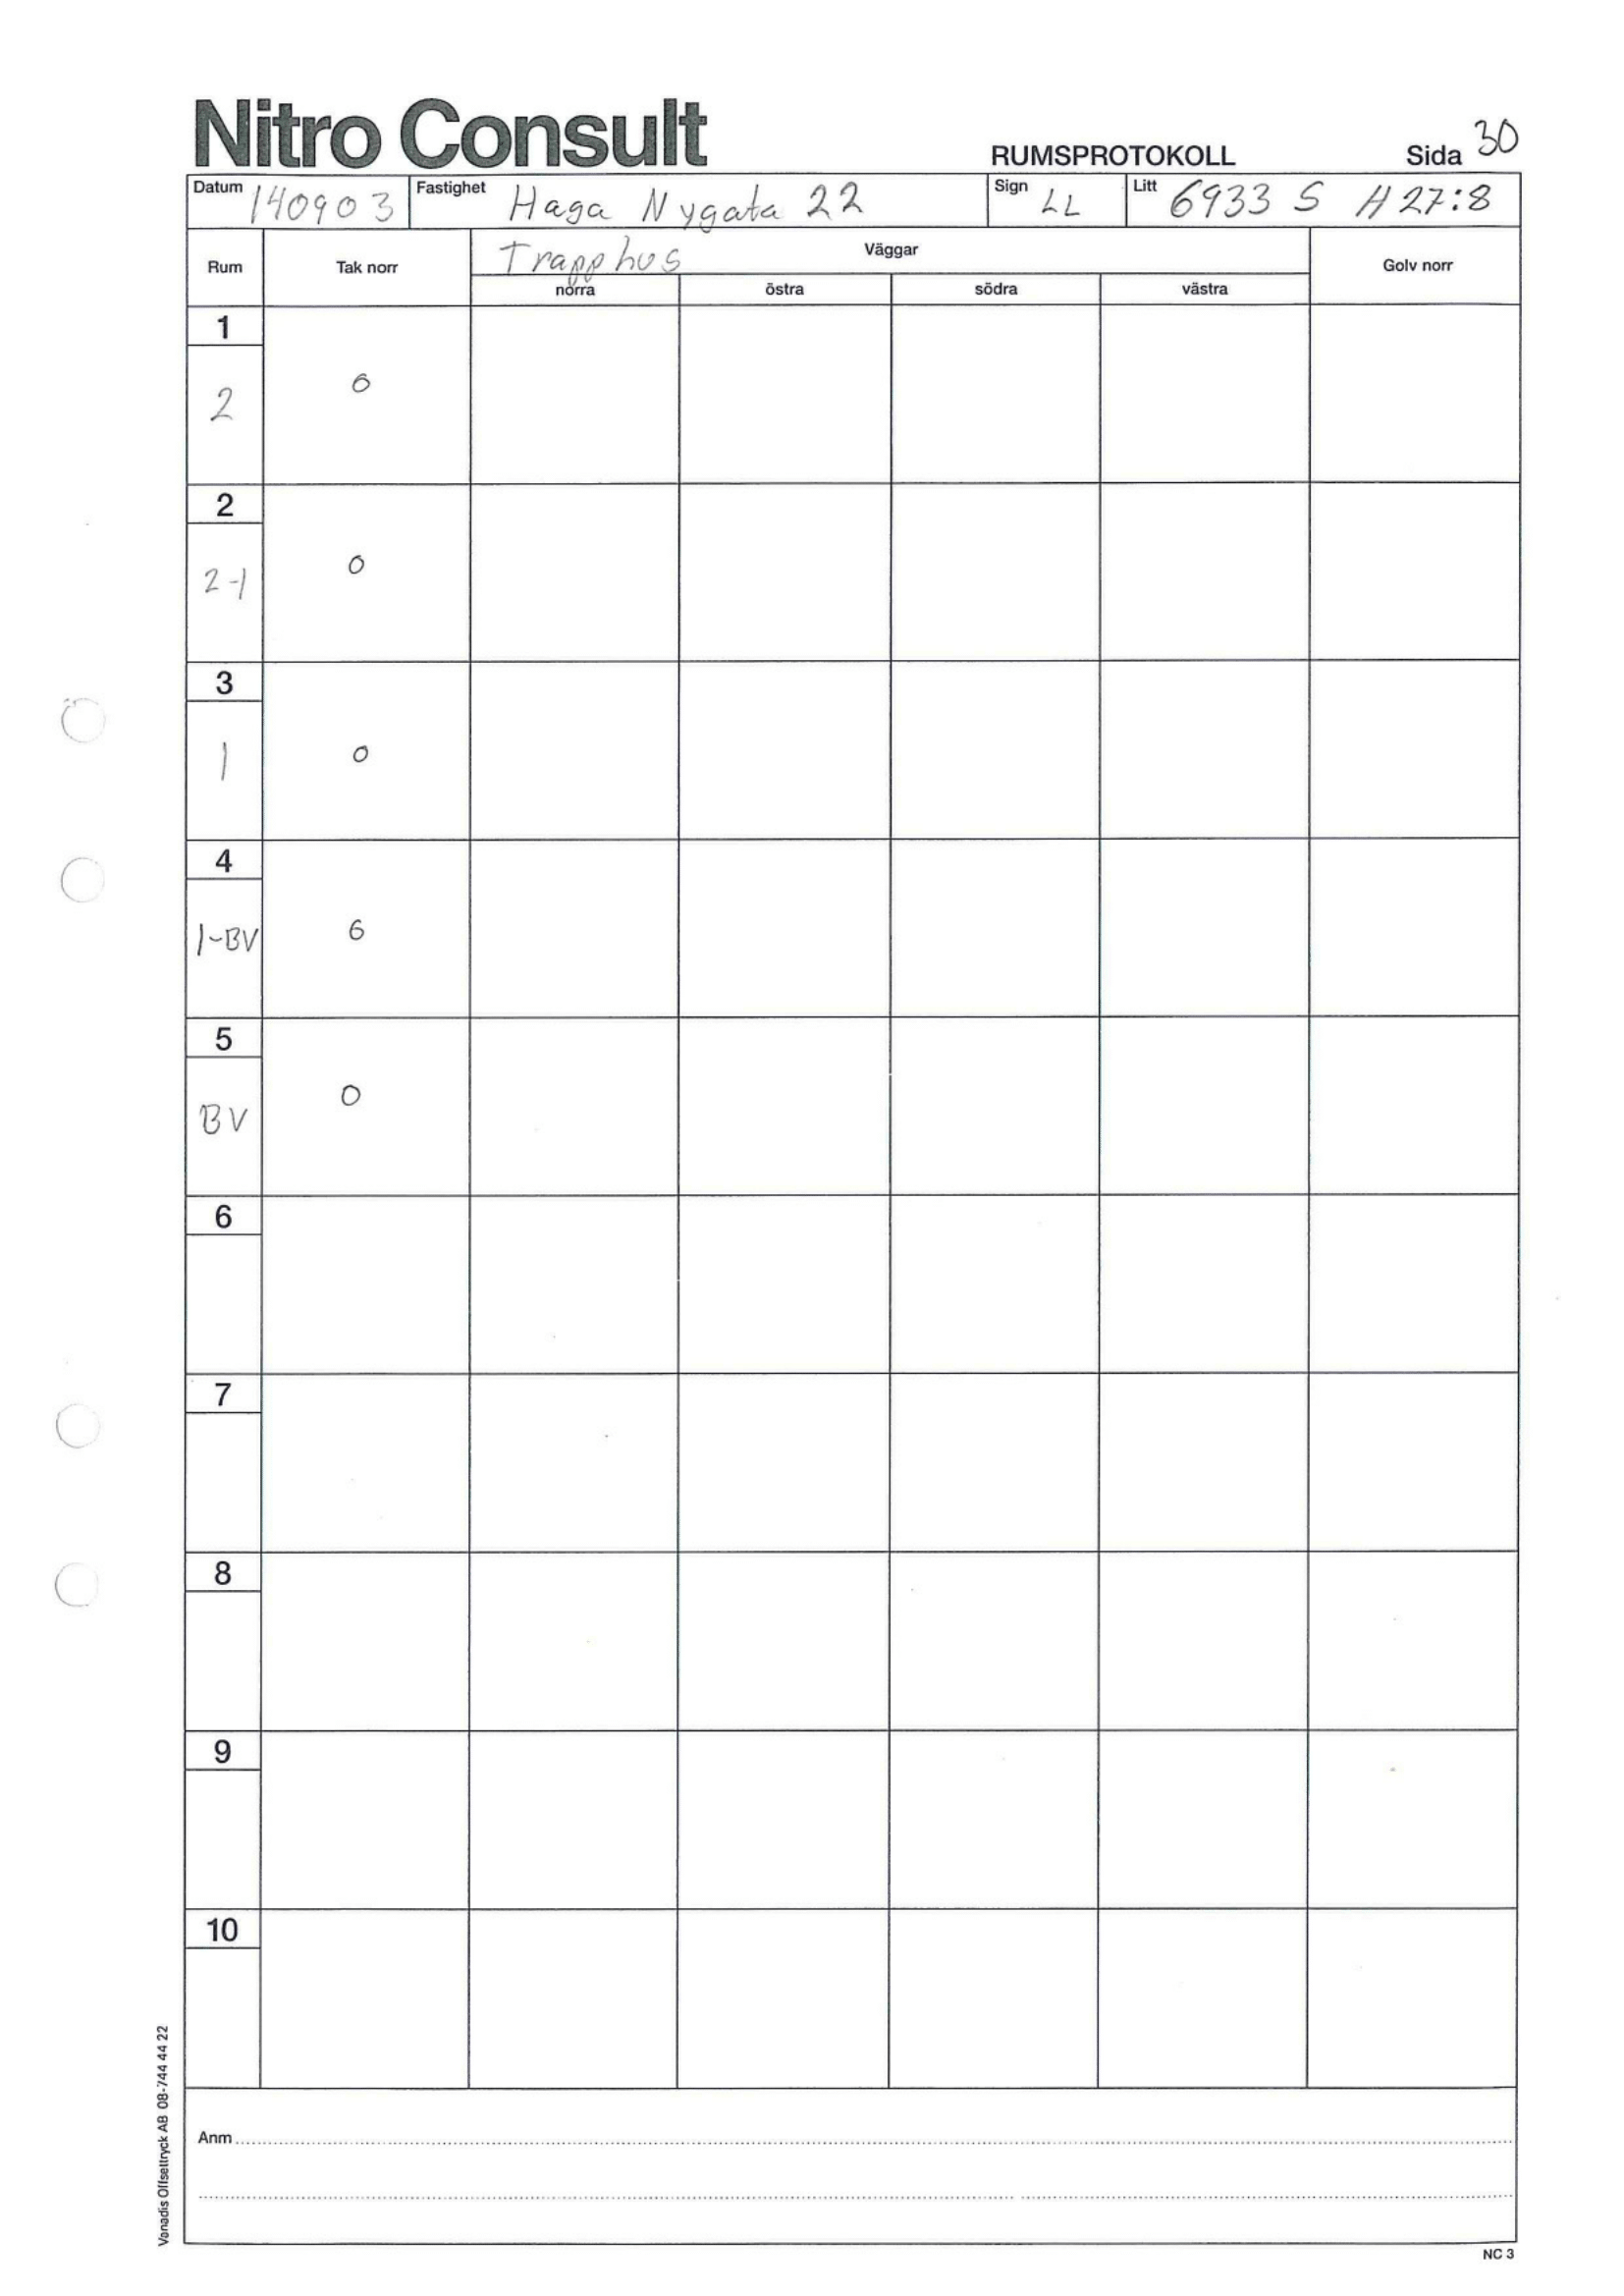 Nitro Consult
RUMSPROTOKOLL
Sida 30
Datum 140903 Fastighet Haga Nygata 22 Sign LL Litt 6933 S H27:8
Rum Tak norr Trapphus Väggar Golv norr
norra östra södra västra
1
2 0
2
2-1 0
3
1 0
4
1-BV 0
5
BV 0
6
7
8
9
10
Anm
Vanadis Offsettryck AB 08-744 44 22
NC 3